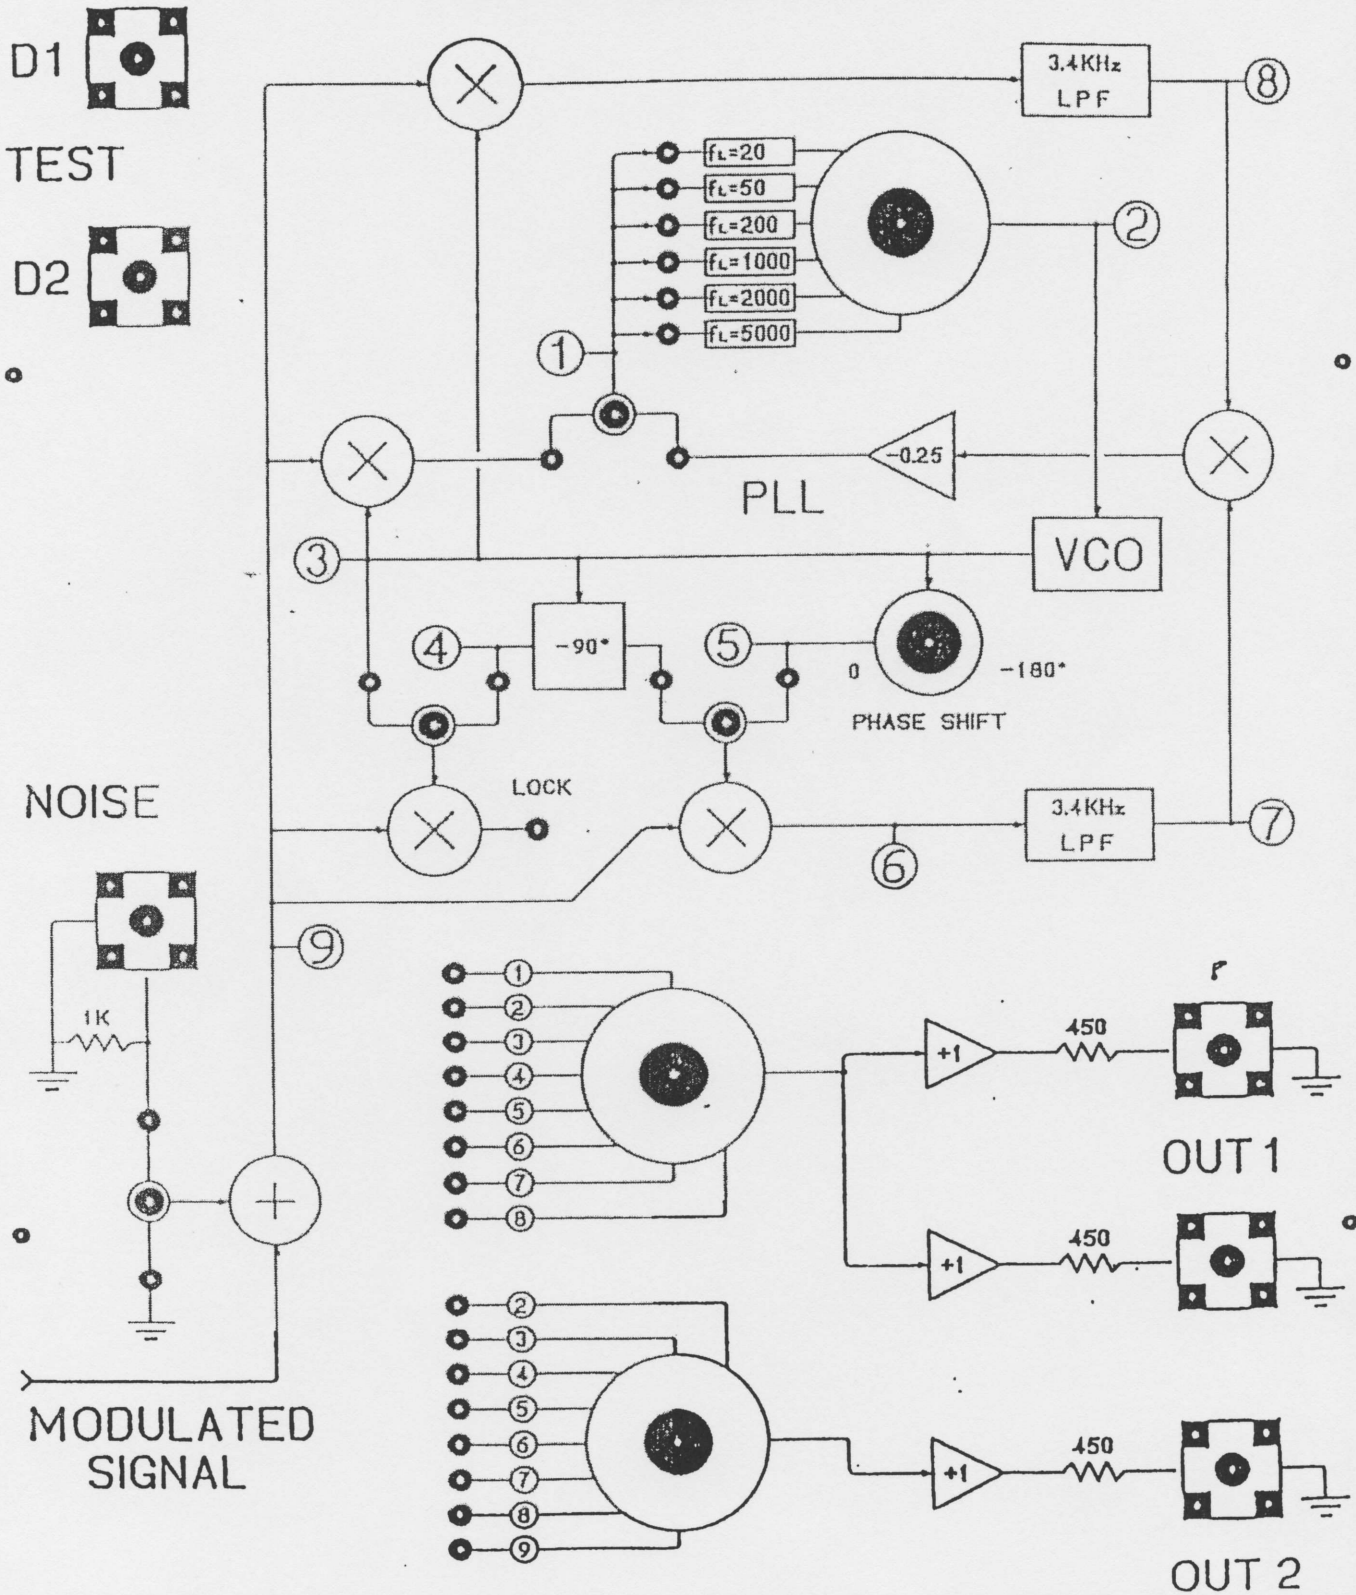 D1
3.4KHz
LPF
8
TEST
fL=20
fL=50
fL=200
fL=1000
fL=2000
fL=5000
2
D2
1
-0.25
PLL
3
VCO
4
-90°
5
0
-180°
PHASE SHIFT
LOCK
NOISE
3.4KHz
LPF
7
6
9
1K
1
2
3
4
5
6
7
8
+1
450
OUT 1
+1
450
2
3
4
5
6
7
8
9
+1
450
OUT 2
MODULATED
SIGNAL